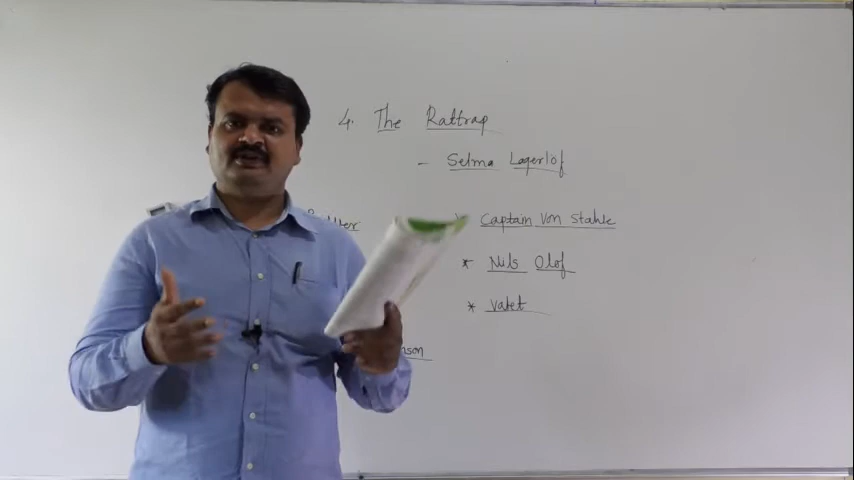 4. The Rattrap
- Selma Lagerlof
* Captain Von Stahle
* Nils Olof
* Valet